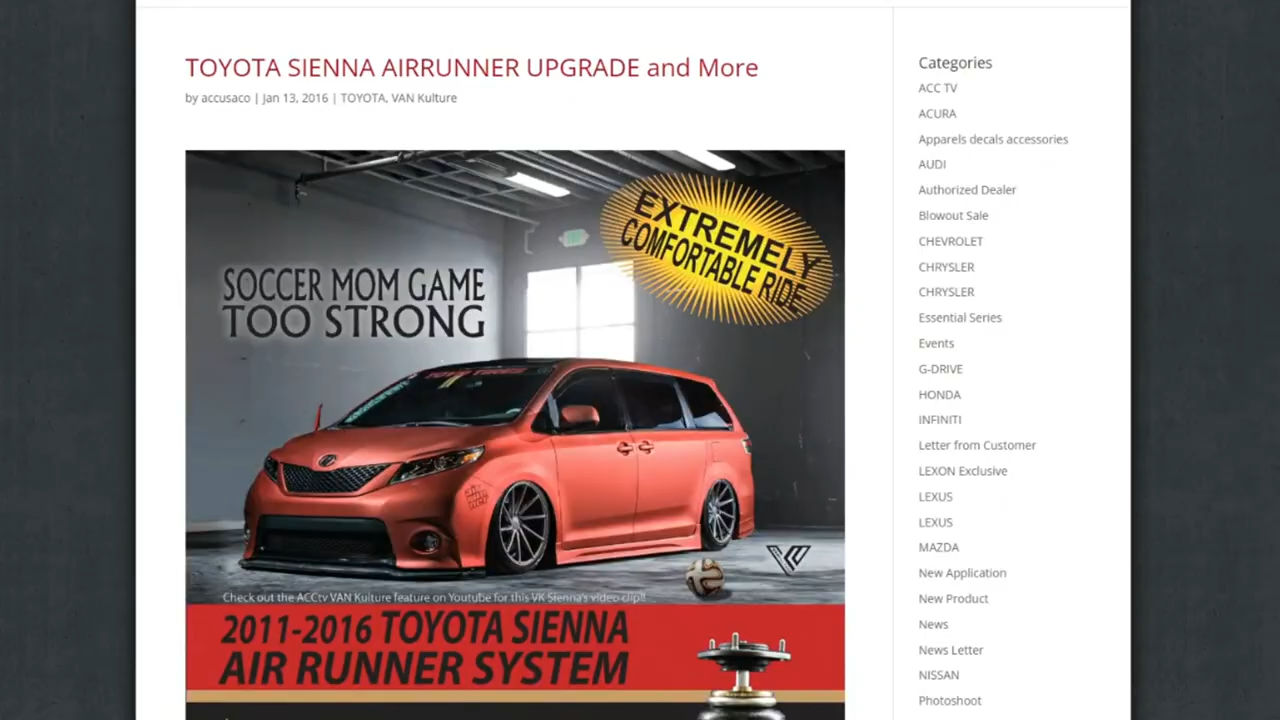 TOYOTA SIENNA AIRRUNNER UPGRADE and More
by accusaco | Jan 13, 2016 | TOYOTA, VAN Kulture
EXTREMELY
COMFORTABLE RIDE
SOCCER MOM GAME
TOO STRONG
Check out the ACCtv VAN Kulture feature on Youtube for this VK Sienna's video clip!!
2011-2016 TOYOTA SIENNA
AIR RUNNER SYSTEM
Categories
ACC TV
ACURA
Apparels decals accessories
AUDI
Authorized Dealer
Blowout Sale
CHEVROLET
CHRYSLER
CHRYSLER
Essential Series
Events
G-DRIVE
HONDA
INFINITI
Letter from Customer
LEXON Exclusive
LEXUS
LEXUS
MAZDA
New Application
New Product
News
News Letter
NISSAN
Photoshoot